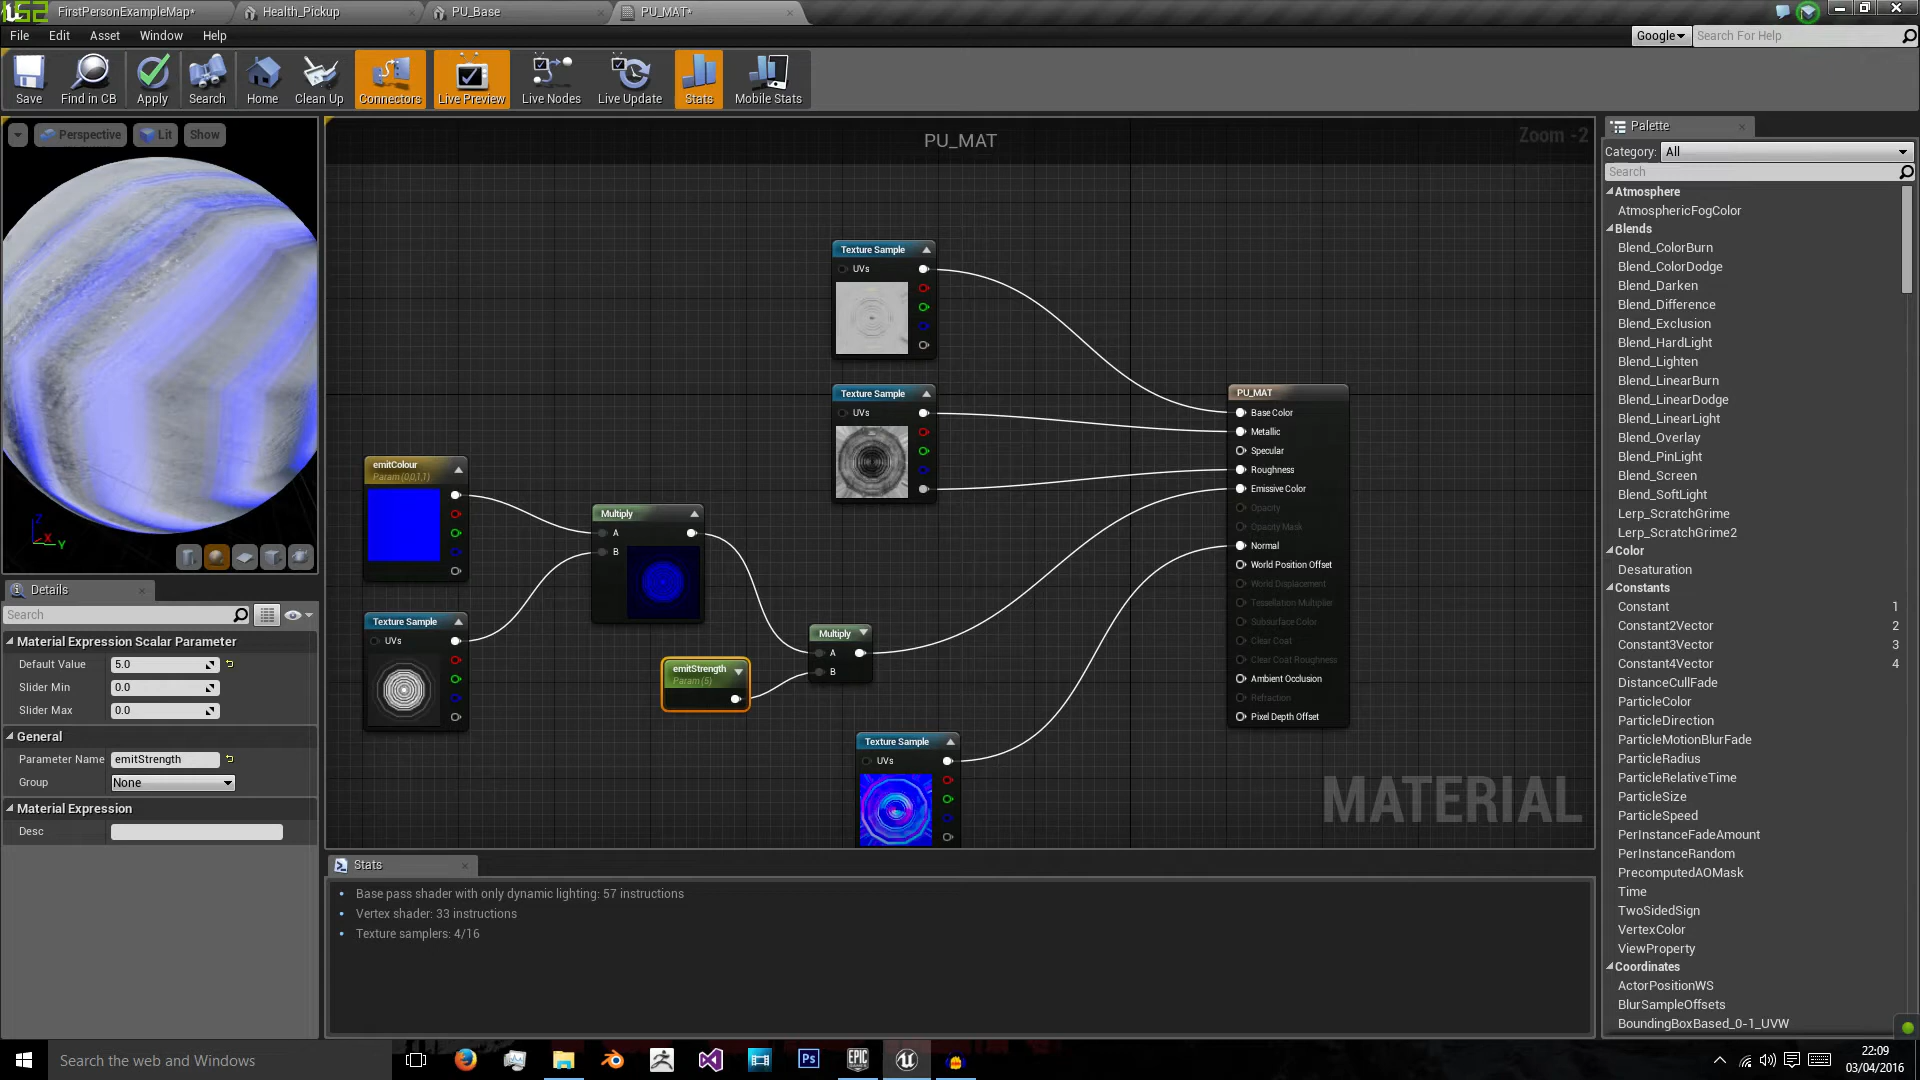 152
FirstPersonExampleMap*
Health_Pickup
PU_Base
PU_MAT*
File Edit Asset Window Help
Google
Search For Help
Save
Find in CB
Apply
Search
Home
Clean Up
Connectors
Live Preview
Live Nodes
Live Update
Stats
Mobile Stats
Perspective
Lit
Show
Z
X
Y
Details
Search
Material Expression Scalar Parameter
Default Value 5.0
Slider Min 0.0
Slider Max 0.0
General
Parameter Name emitStrength
Group None
Material Expression
Desc
PU_MAT
Zoom -2
Texture Sample
UVs
Texture Sample
UVs
emitColour
Param (0,0,1,1)
Multiply
A
B
Texture Sample
UVs
emitStrength
Param (5)
Multiply
A
B
Texture Sample
UVs
PU_MAT
Base Color
Metallic
Specular
Roughness
Emissive Color
Opacity
Opacity Mask
Normal
World Position Offset
World Displacement
Tessellation Multiplier
Subsurface Color
Clear Coat
Clear Coat Roughness
Ambient Occlusion
Refraction
Pixel Depth Offset
MATERIAL
Stats
Base pass shader with only dynamic lighting: 57 instructions
Vertex shader: 33 instructions
Texture samplers: 4/16
Palette
Category: All
Search
Atmosphere
AtmosphericFogColor
Blends
Blend_ColorBurn
Blend_ColorDodge
Blend_Darken
Blend_Difference
Blend_Exclusion
Blend_HardLight
Blend_Lighten
Blend_LinearBurn
Blend_LinearDodge
Blend_LinearLight
Blend_Overlay
Blend_PinLight
Blend_Screen
Blend_SoftLight
Lerp_ScratchGrime
Lerp_ScratchGrime2
Color
Desaturation
Constants
Constant 1
Constant2Vector 2
Constant3Vector 3
Constant4Vector 4
DistanceCullFade
ParticleColor
ParticleDirection
ParticleMotionBlurFade
ParticleRadius
ParticleRelativeTime
ParticleSize
ParticleSpeed
PerInstanceFadeAmount
PerInstanceRandom
PrecomputedAOMask
Time
TwoSidedSign
VertexColor
ViewProperty
Coordinates
ActorPositionWS
BlurSampleOffsets
BoundingBoxBased_0-1_UVW
Search the web and Windows
Ps
EPIC
GAMES
22:09
03/04/2016